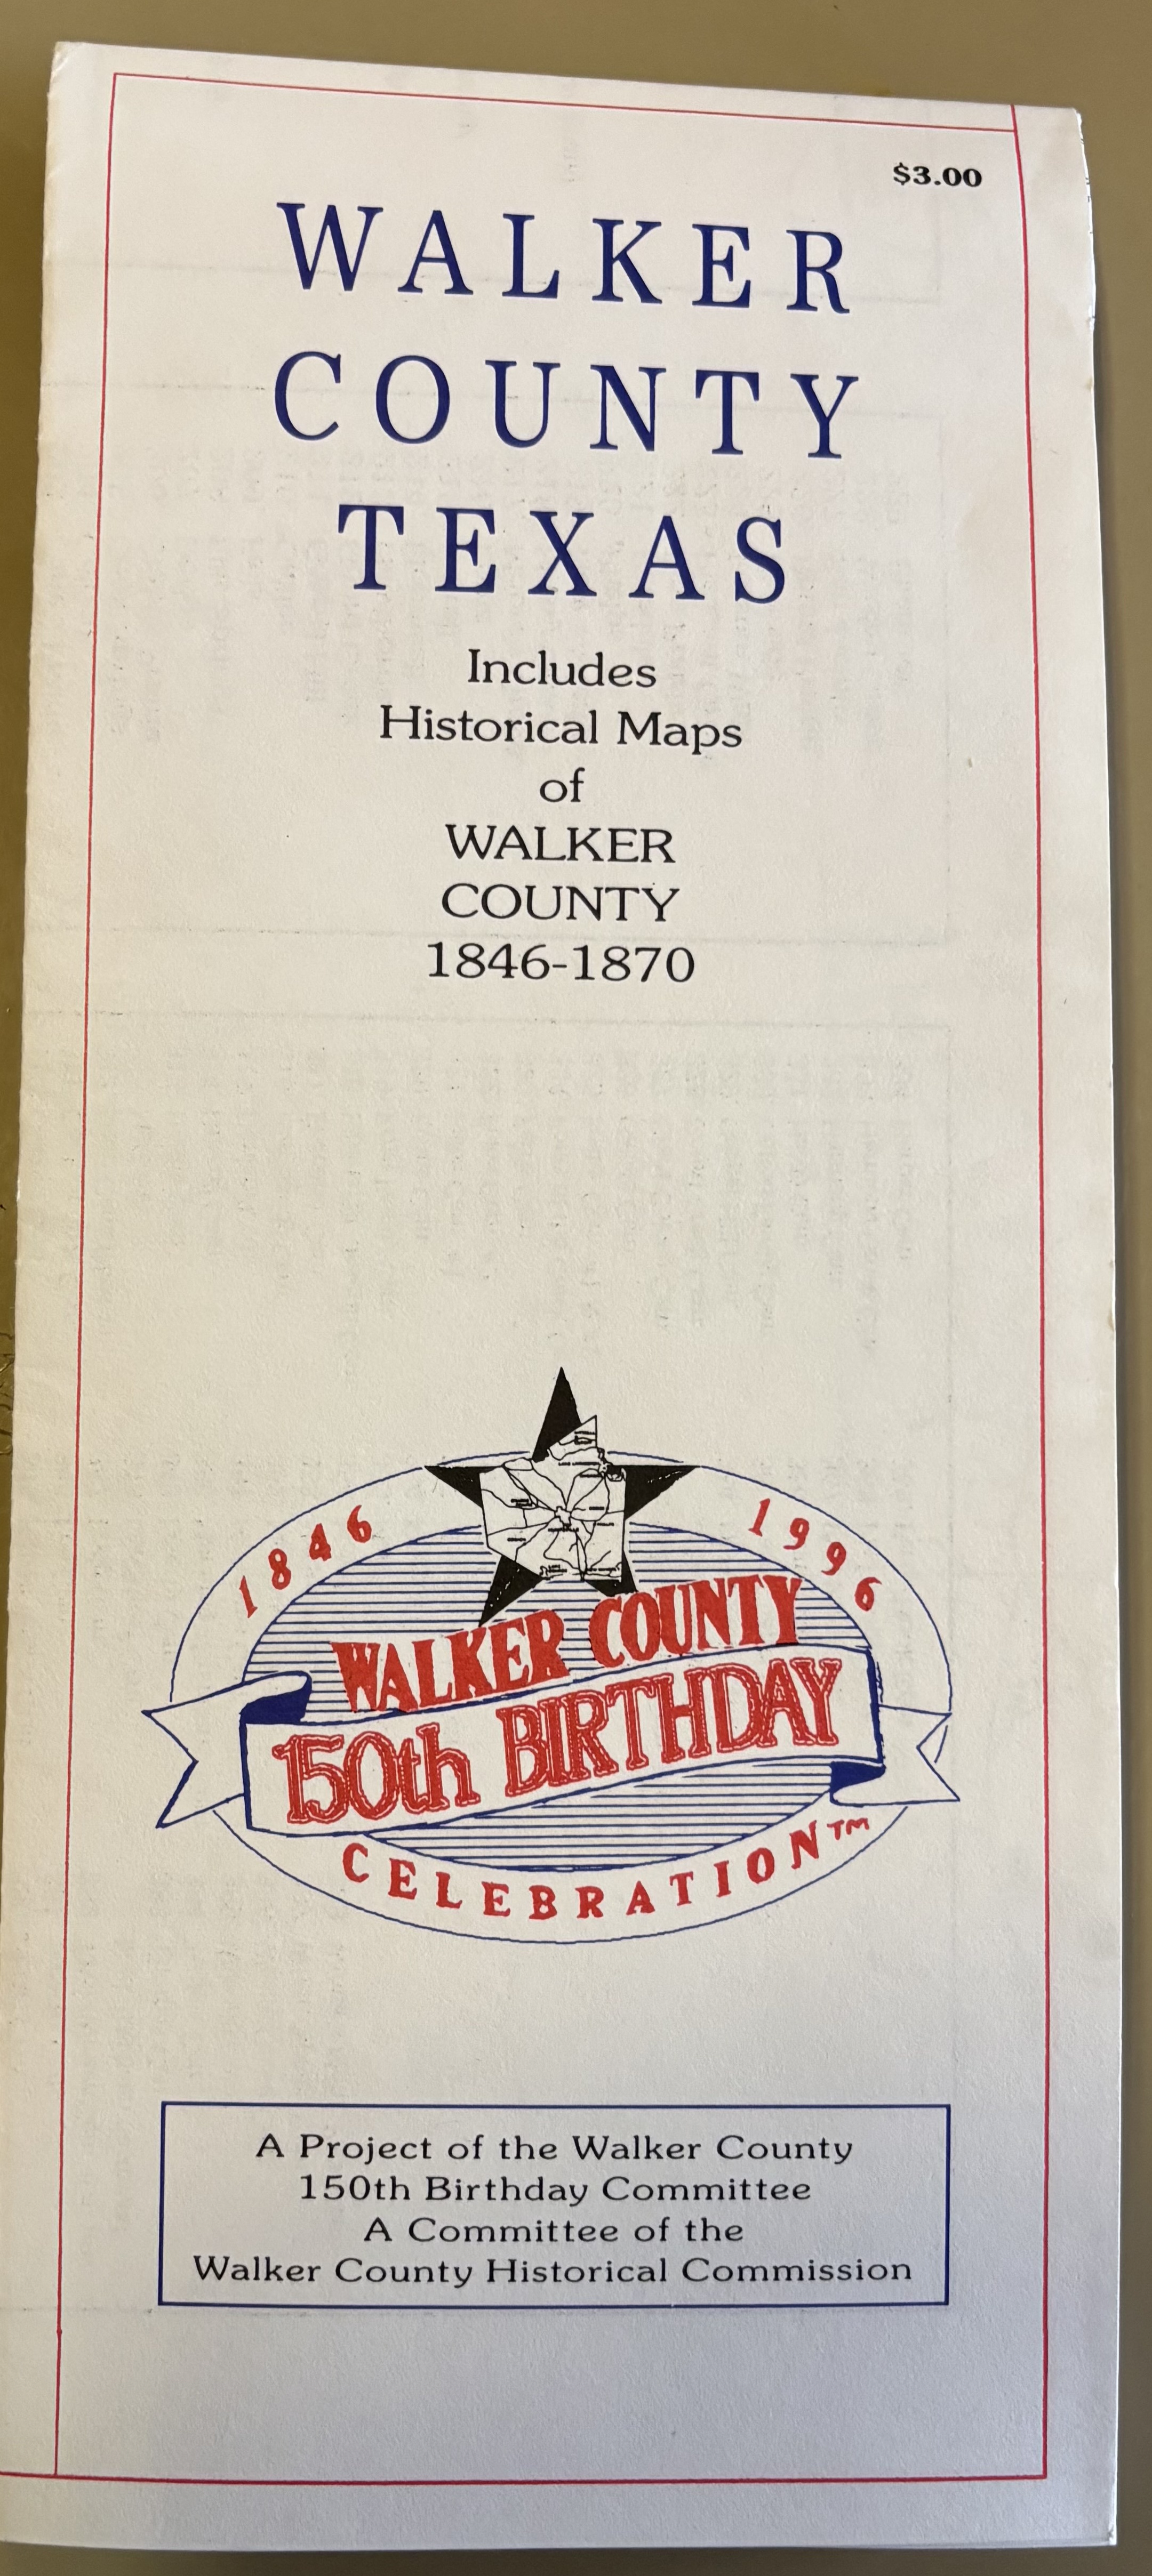 $3.00
WALKER
COUNTY
TEXAS
Includes
Historical Maps
of
WALKER
COUNTY
1846-1870
1846
1996
WALKER COUNTY
150th BIRTHDAY
CELEBRATION™
A Project of the Walker County
150th Birthday Committee
A Committee of the
Walker County Historical Commission